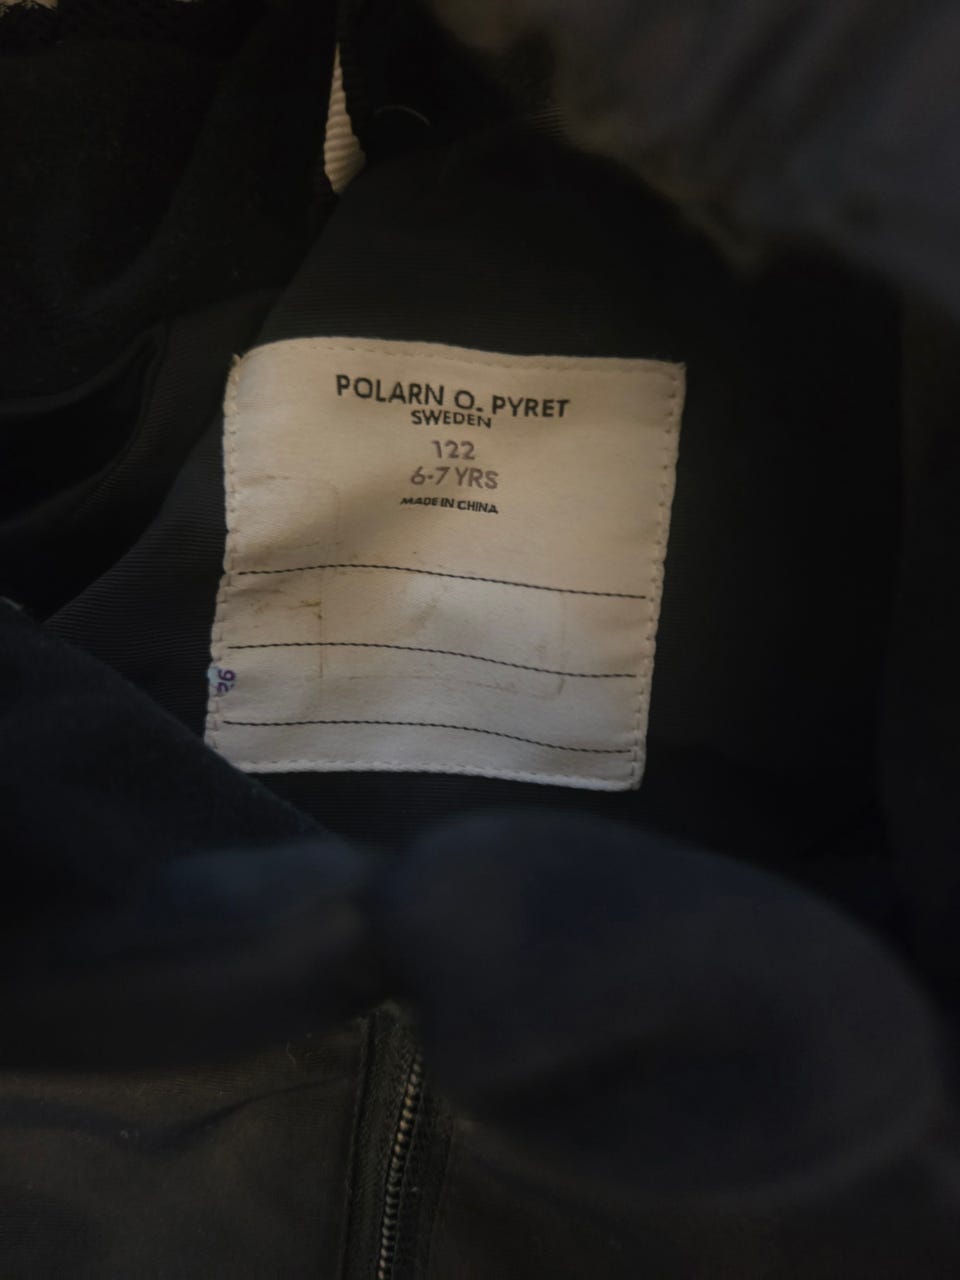 POLARN O. PYRET
SWEDEN
122
6-7 YRS
MADE IN CHINA